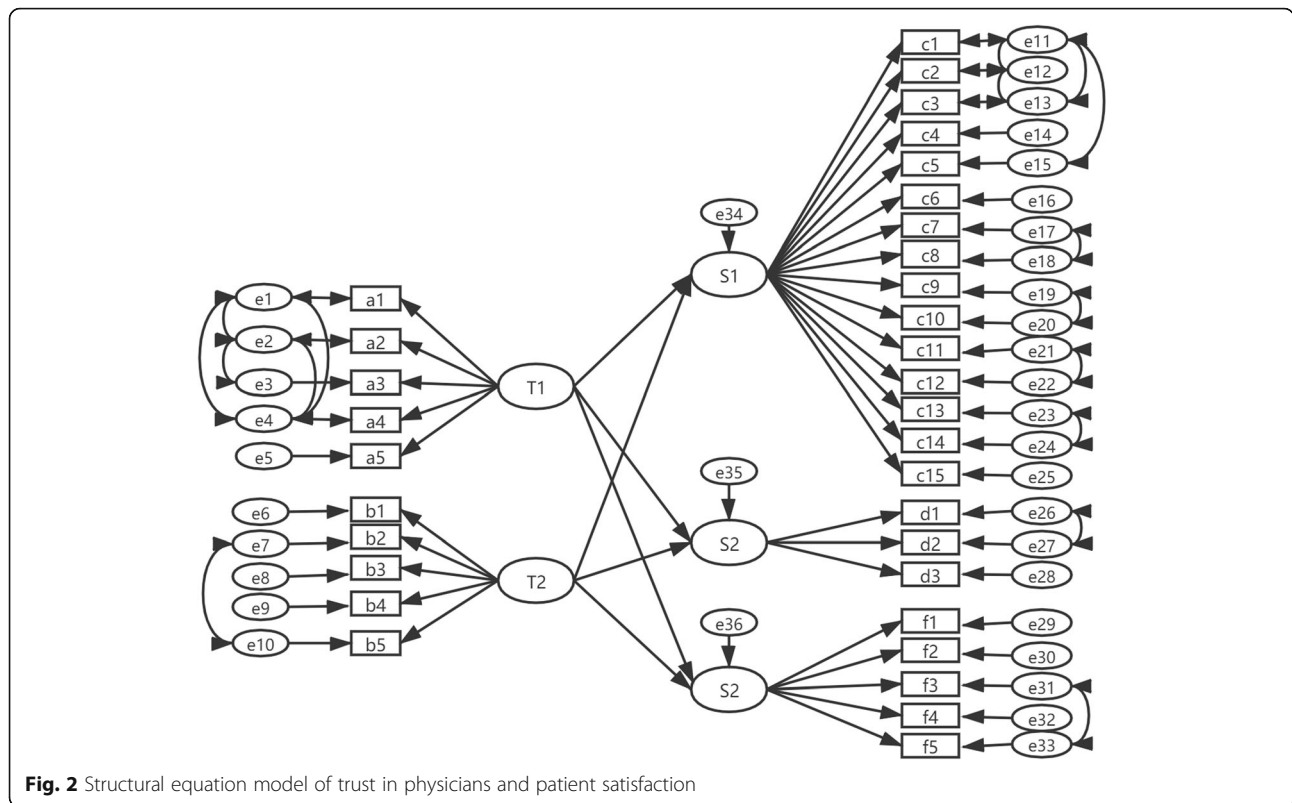 c1
e11
c2
e12
c3
e13
c4
e14
c5
e15
c6
e16
e34
c7
e17
c8
e18
S1
c9
e19
e1
a1
c10
e20
e2
a2
c11
e21
e3
a3
T1
c12
e22
e4
a4
c13
e23
e5
a5
c14
e24
e35
c15
e25
e6
b1
d1
e26
e7
b2
S2
d2
e27
e8
b3
T2
d3
e28
e9
b4
e36
f1
e29
e10
b5
f2
e30
S2
f3
e31
f4
e32
f5
e33
Fig. 2 Structural equation model of trust in physicians and patient satisfaction